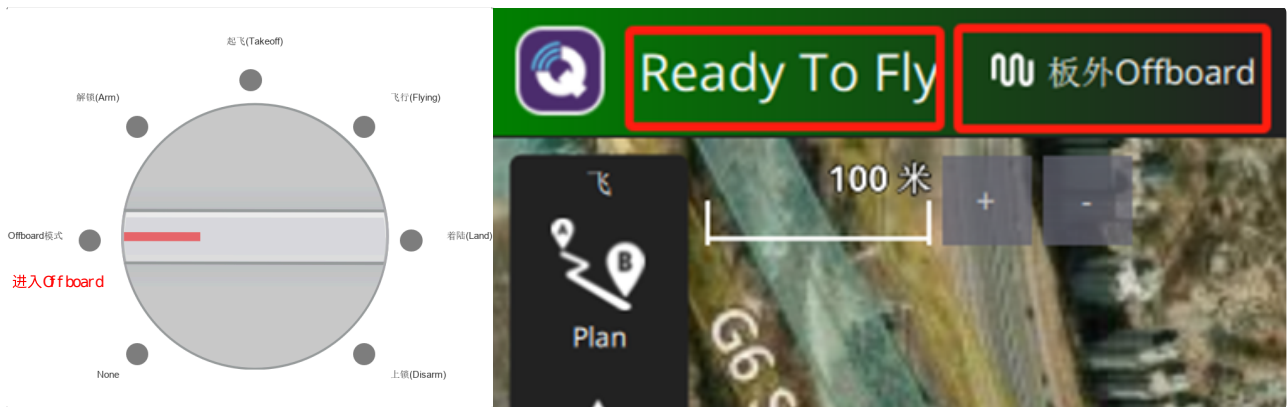 起飞(Takeoff)
解锁(Arm)
飞行(Flying)
Offboard模式
着陆(Land)
进入Offboard
None
上锁(Disarm)
Ready To Fly
板外Offboard
飞
100 米
+
-
A
B
Plan
G6